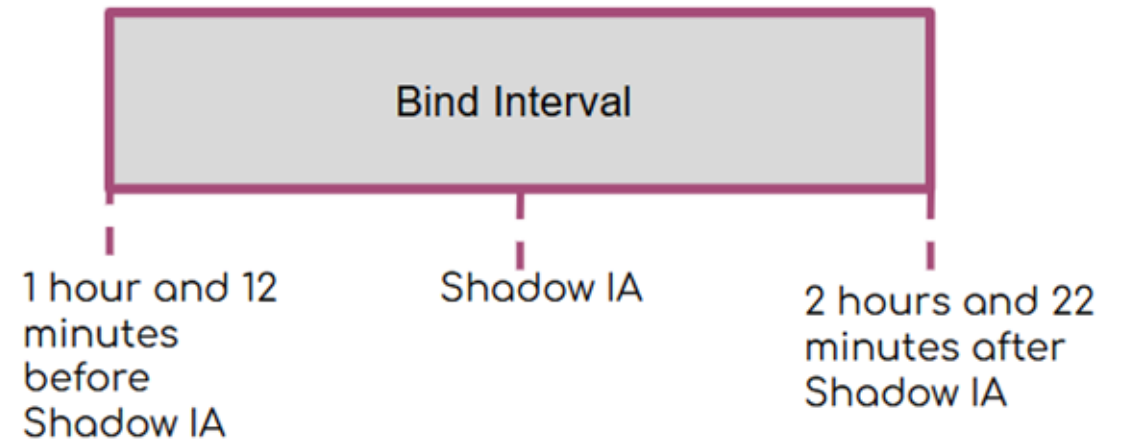 Bind Interval
1 hour and 12
minutes
before
Shadow IA
Shadow IA
2 hours and 22
minutes after
Shadow IA